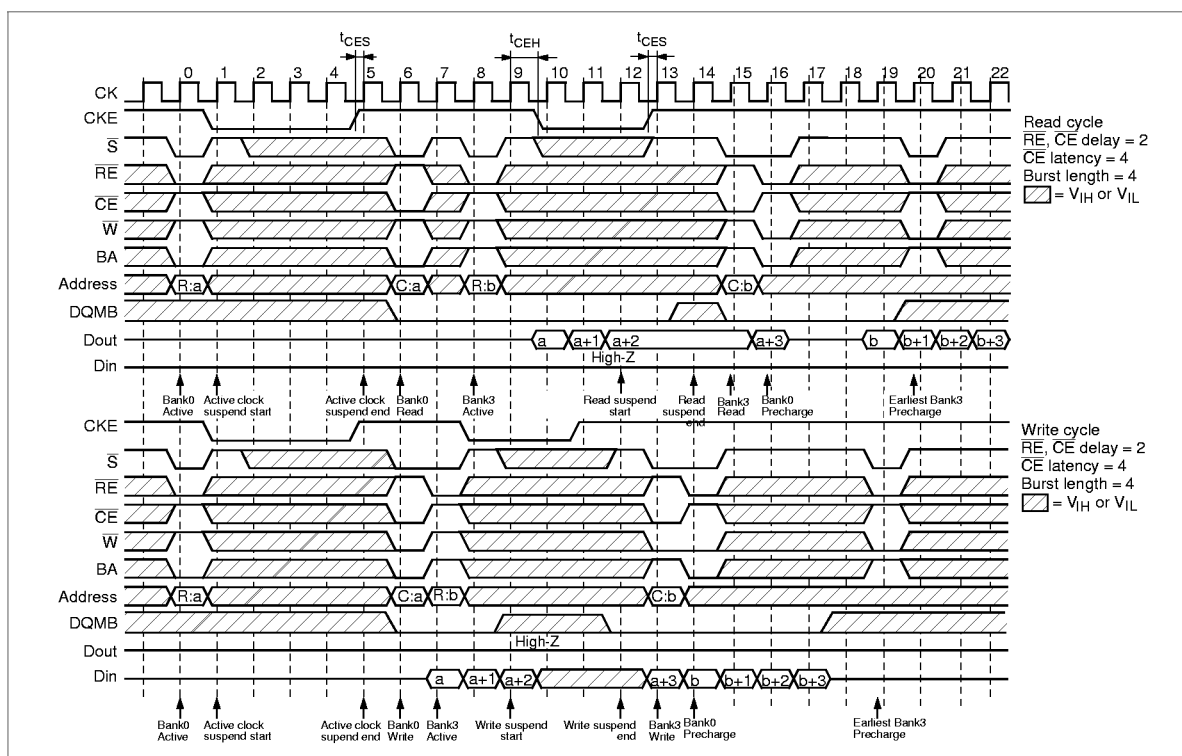 tCES
tCEH
tCES
0 1 2 3 4 5 6 7 8 9 10 11 12 13 14 15 16 17 18 19 20 21 22
CK
CKE
S
RE
CE
W
BA
Address R:a C:a R:b C:b
DQMB
Dout a a+1 a+2 a+3 b b+1 b+2 b+3
High-Z
Din
Bank0 Active
Active clock suspend start
Active clock suspend end
Bank0 Read
Bank3 Active
Read suspend start
Read suspend end
Bank3 Read
Bank0 Precharge
Earliest Bank3 Precharge
Read cycle
RE, CE delay = 2
CE latency = 4
Burst length = 4
= VIH or VIL
CKE
S
RE
CE
W
BA
Address R:a C:a R:b C:b
DQMB
High-Z
Dout
Din a a+1 a+2 a+3 b b+1 b+2 b+3
Bank0 Active
Active clock suspend start
Active clock supend end
Bank0 Write
Bank3 Active
Write suspend start
Write suspend end
Bank3 Write
Bank0 Precharge
Earliest Bank3 Precharge
Write cycle
RE, CE delay = 2
CE latency = 4
Burst length = 4
= VIH or VIL